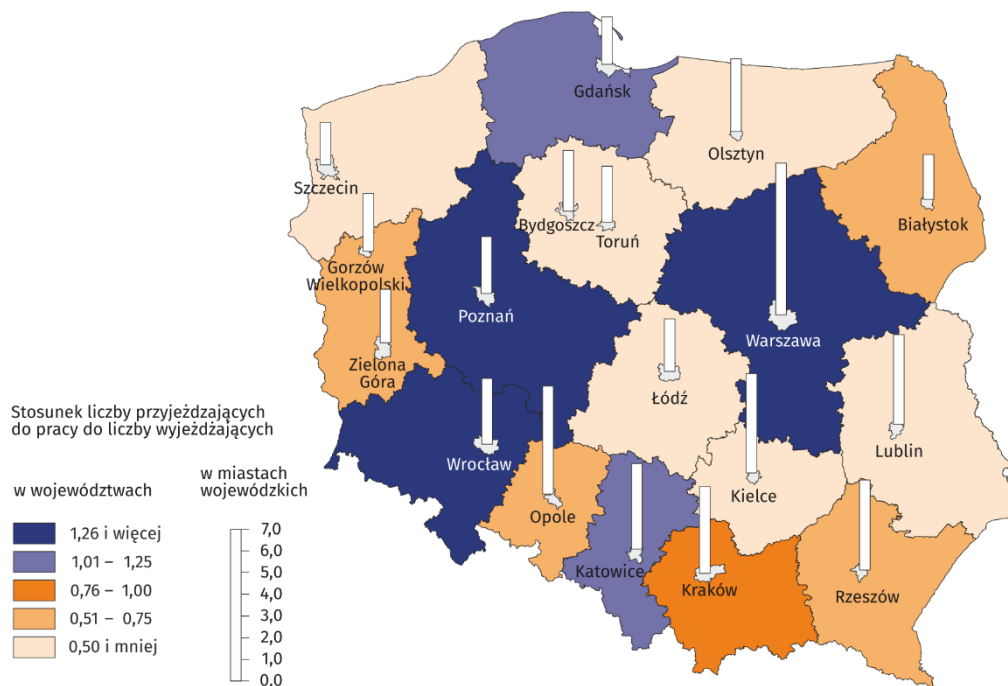 Gdańsk
Olsztyn
Szczecin
Bydgoszcz
Toruń
Białystok
Gorzów
Wielkopolski
Poznań
Warszawa
Zielona
Góra
Łódź
Stosunek liczby przyjeżdzających
do pracy do liczby wyjeżdżających
Wrocław
Lublin
w województwach
w miastach
wojewódzkich
Kielce
Opole
Katowice
Kraków
Rzeszów
1,26 i więcej
1,01 – 1,25
0,76 – 1,00
0,51 – 0,75
0,50 i mniej
7,0
6,0
5,0
4,0
3,0
2,0
1,0
0,0